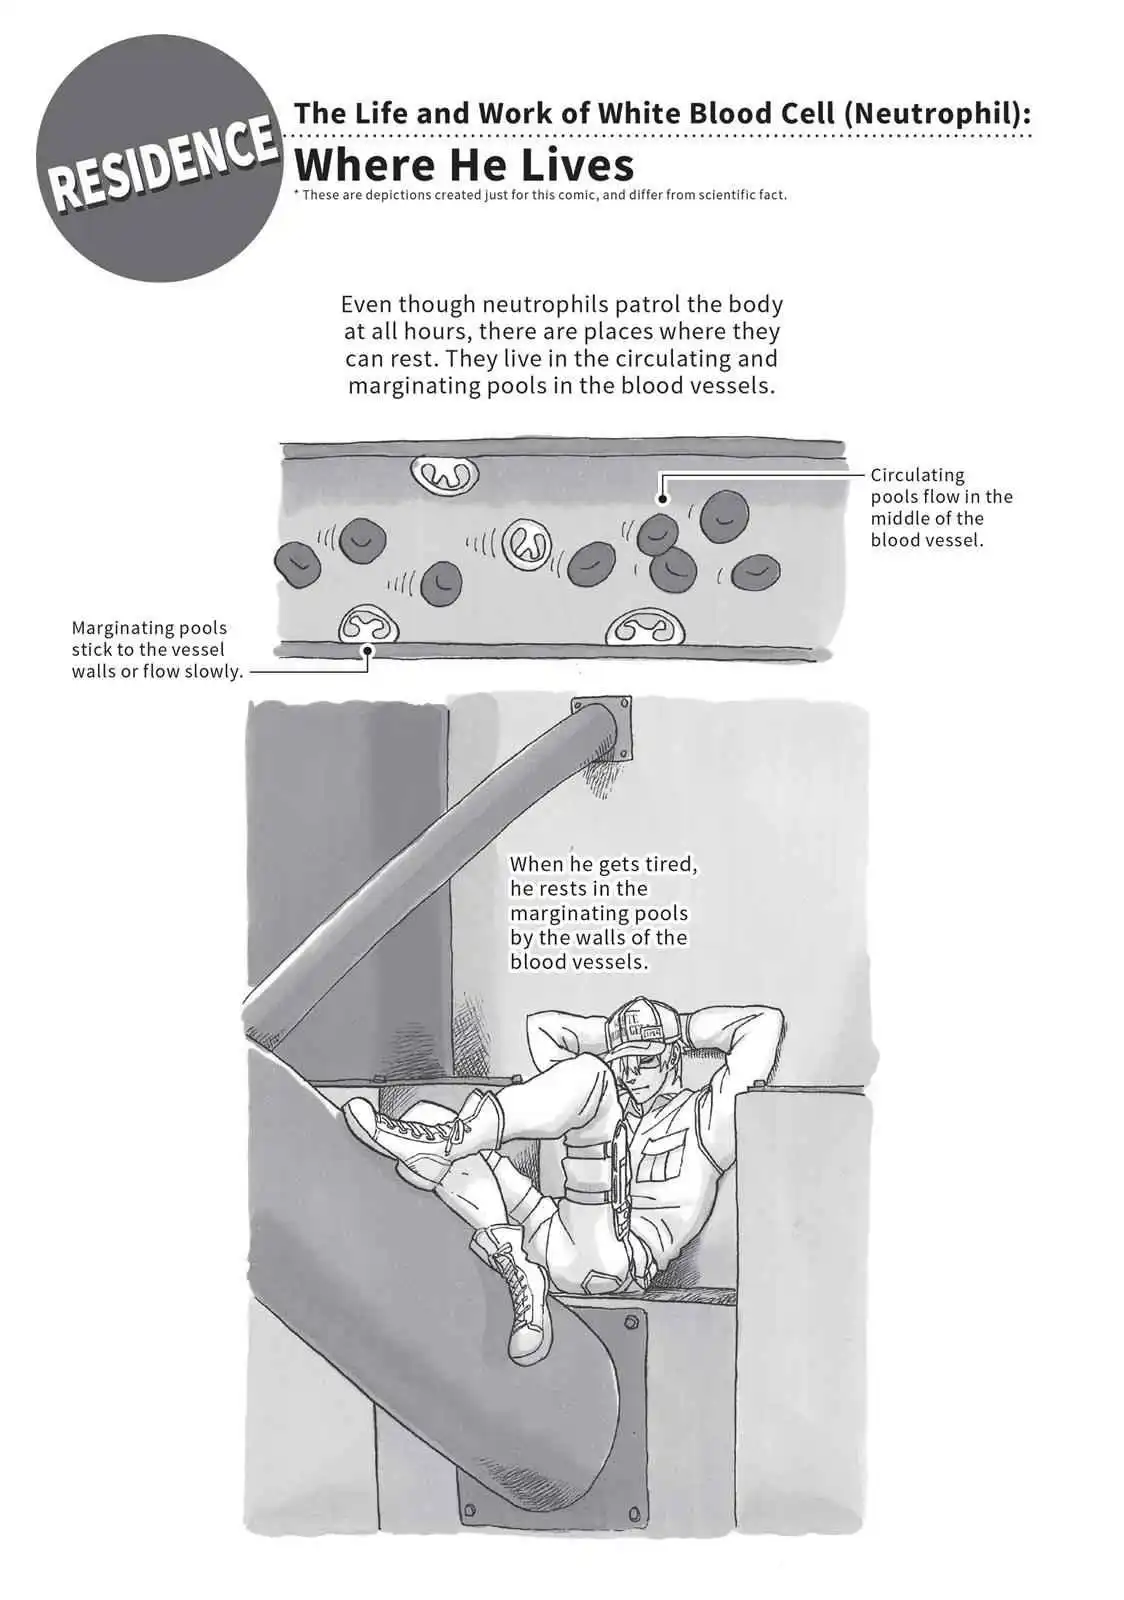 RESIDENCE
The Life and Work of White Blood Cell (Neutrophil):
Where He Lives
* These are depictions created just for this comic, and differ from scientific fact.
Even though neutrophils patrol the body
at all hours, there are places where they
can rest. They live in the circulating and
marginating pools in the blood vessels.
Circulating
pools flow in the
middle of the
blood vessel.
Marginating pools
stick to the vessel
walls or flow slowly.
When he gets tired,
he rests in the
marginating pools
by the walls of the
blood vessels.